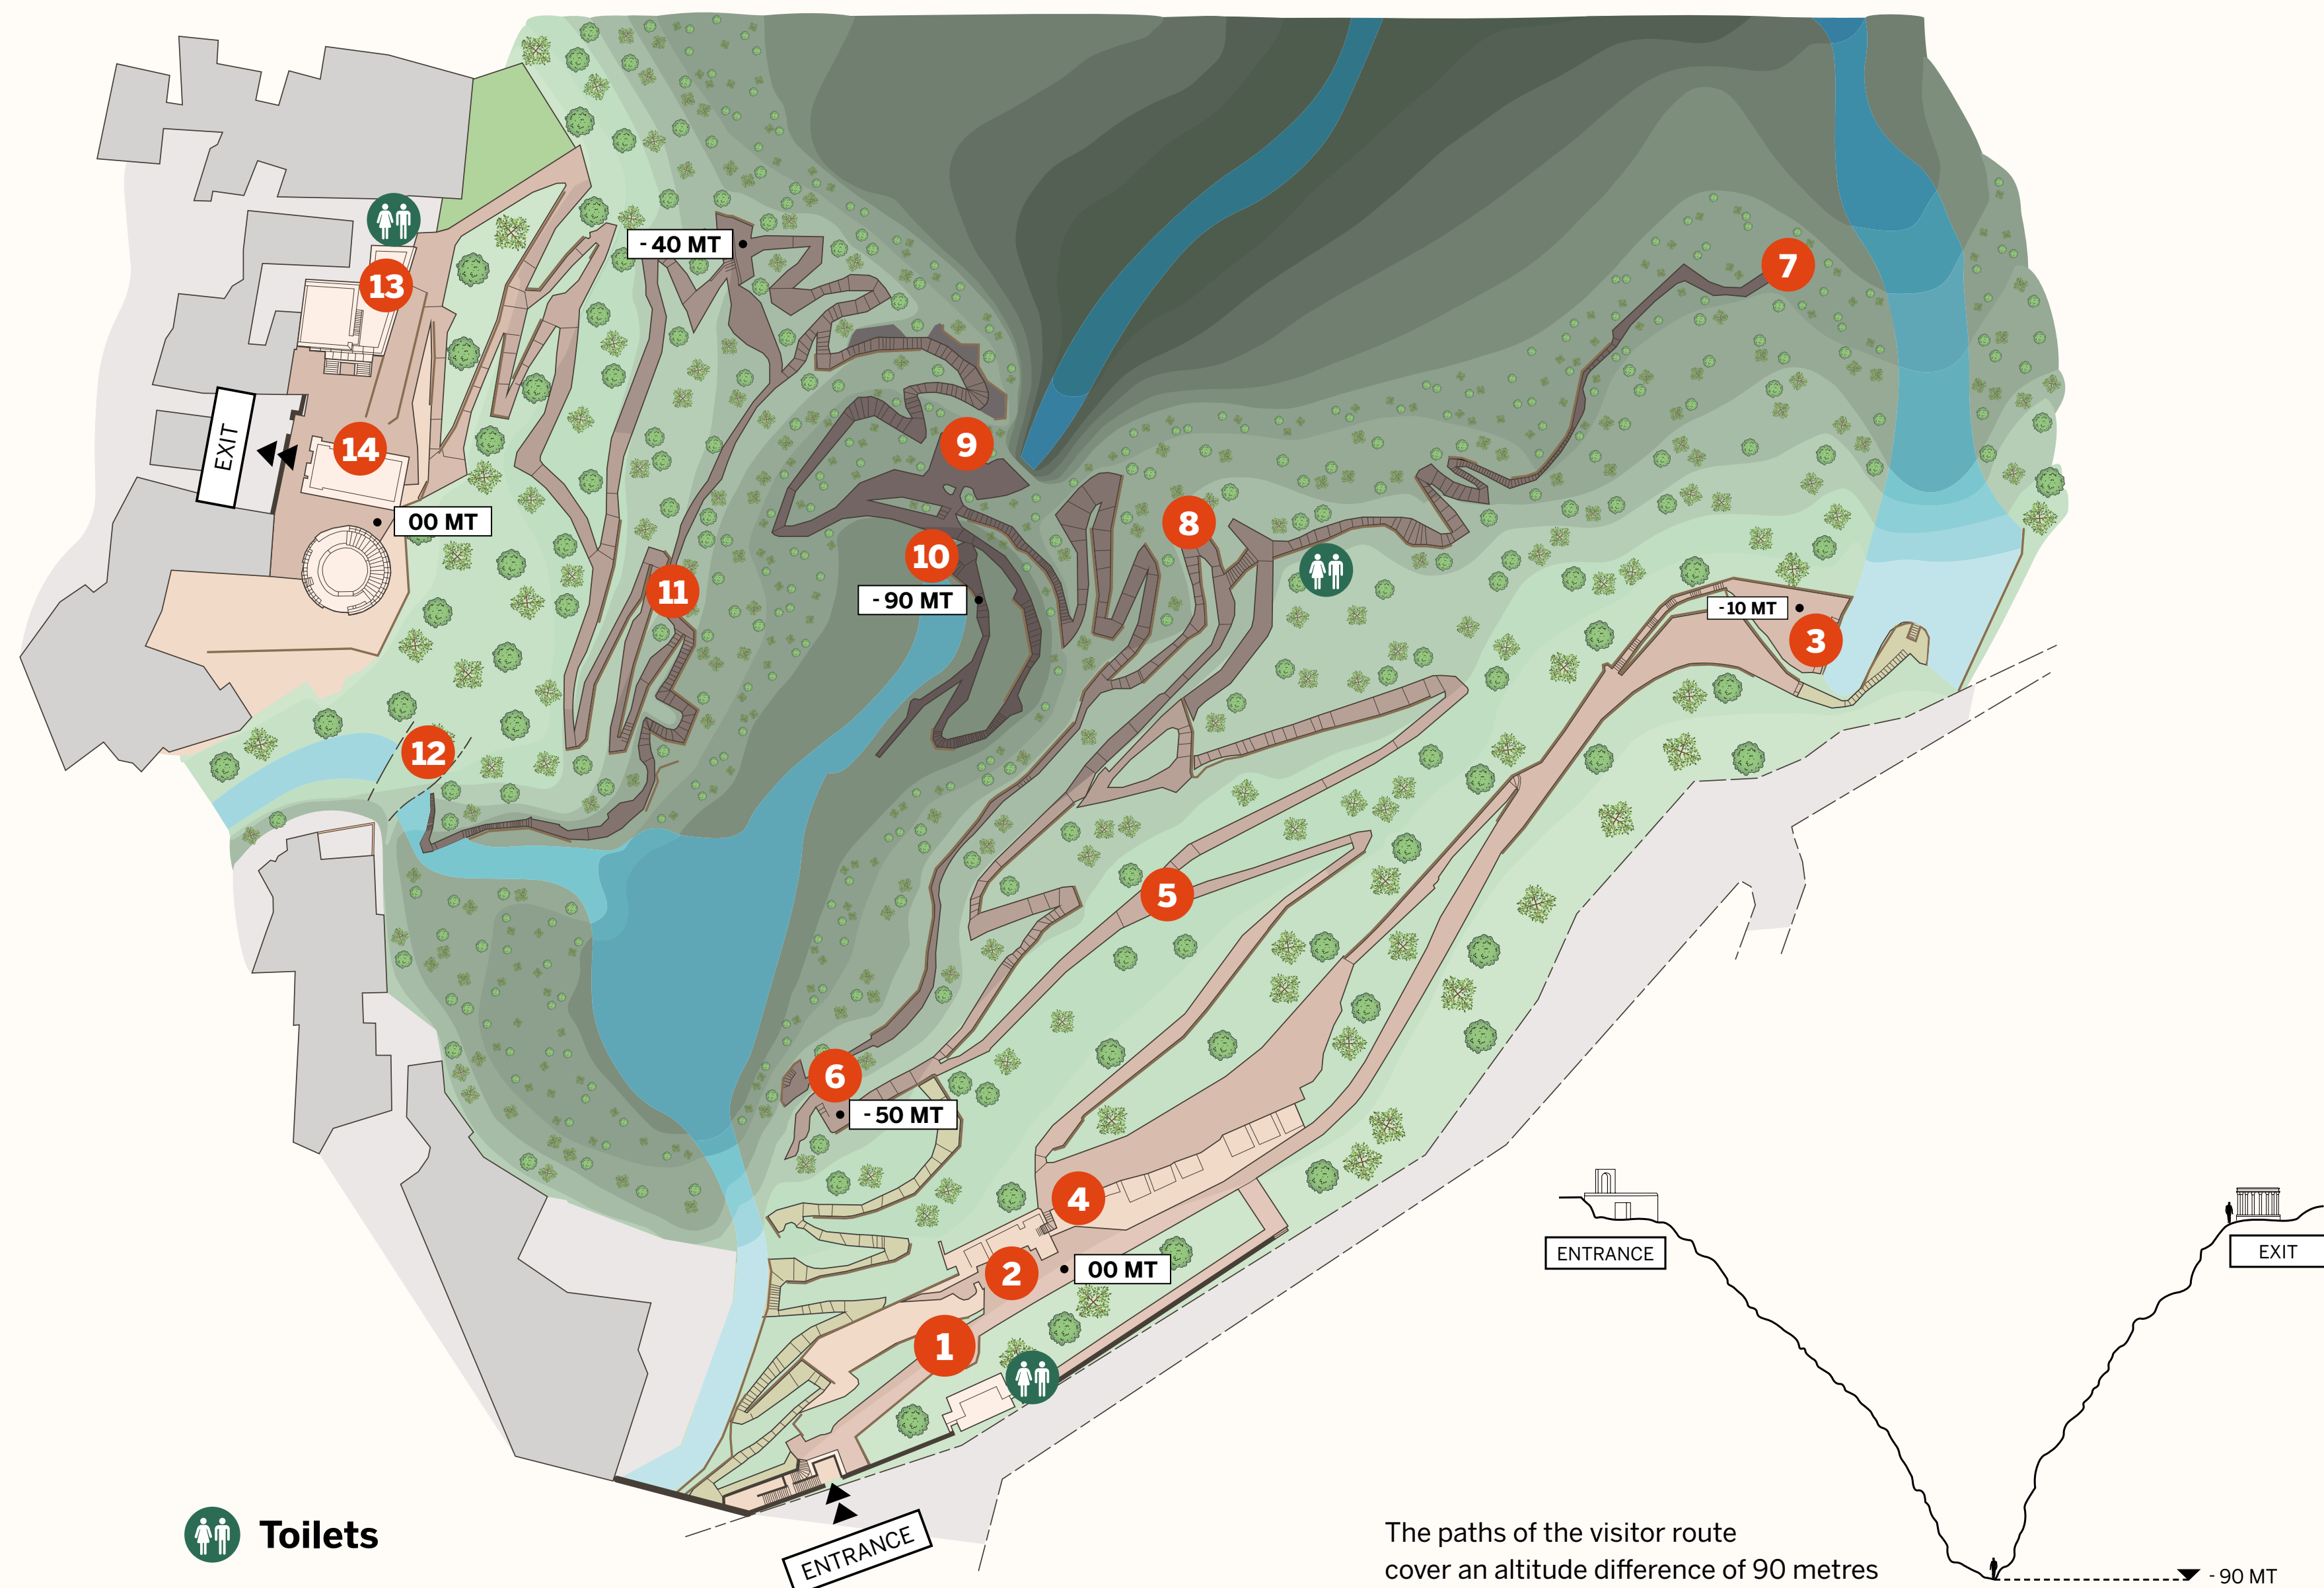 - 40 MT
7
13
EXIT
14
9
00 MT
8
10
11
- 90 MT
-10 MT
3
12
5
6
- 50 MT
4
2
00 MT
1
ENTRANCE
EXIT
Toilets
ENTRANCE
The paths of the visitor route
cover an altitude difference of 90 metres
- 90 MT